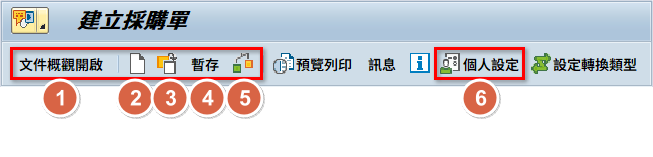 建立採購單
文件概觀開啟 暫存 預覽列印 訊息 i 個人設定 設定轉換類型
1 2 3 4 5 6